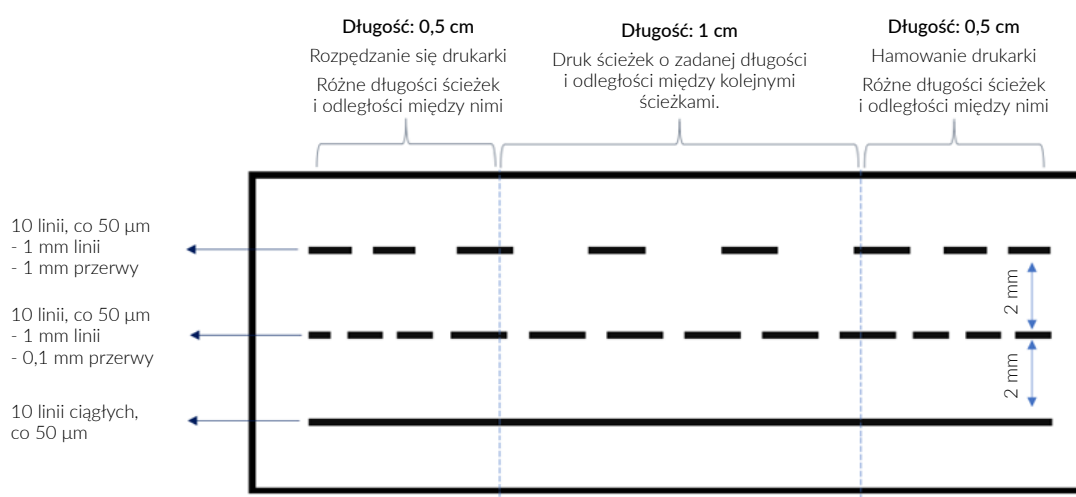 Długość: 0,5 cm
Rozpędzanie się drukarki
Różne długości ścieżek
i odległości między nimi
Długość: 1 cm
Druk ścieżek o zadanej długości
i odległości między kolejnymi
ścieżkami.
Długość: 0,5 cm
Hamowanie drukarki
Różne długości ścieżek
i odległości między nimi
10 linii, co 50 µm
- 1 mm linii
- 1 mm przerwy
10 linii, co 50 µm
- 1 mm linii
- 0,1 mm przerwy
10 linii ciągłych,
co 50 µm
2 mm
2 mm